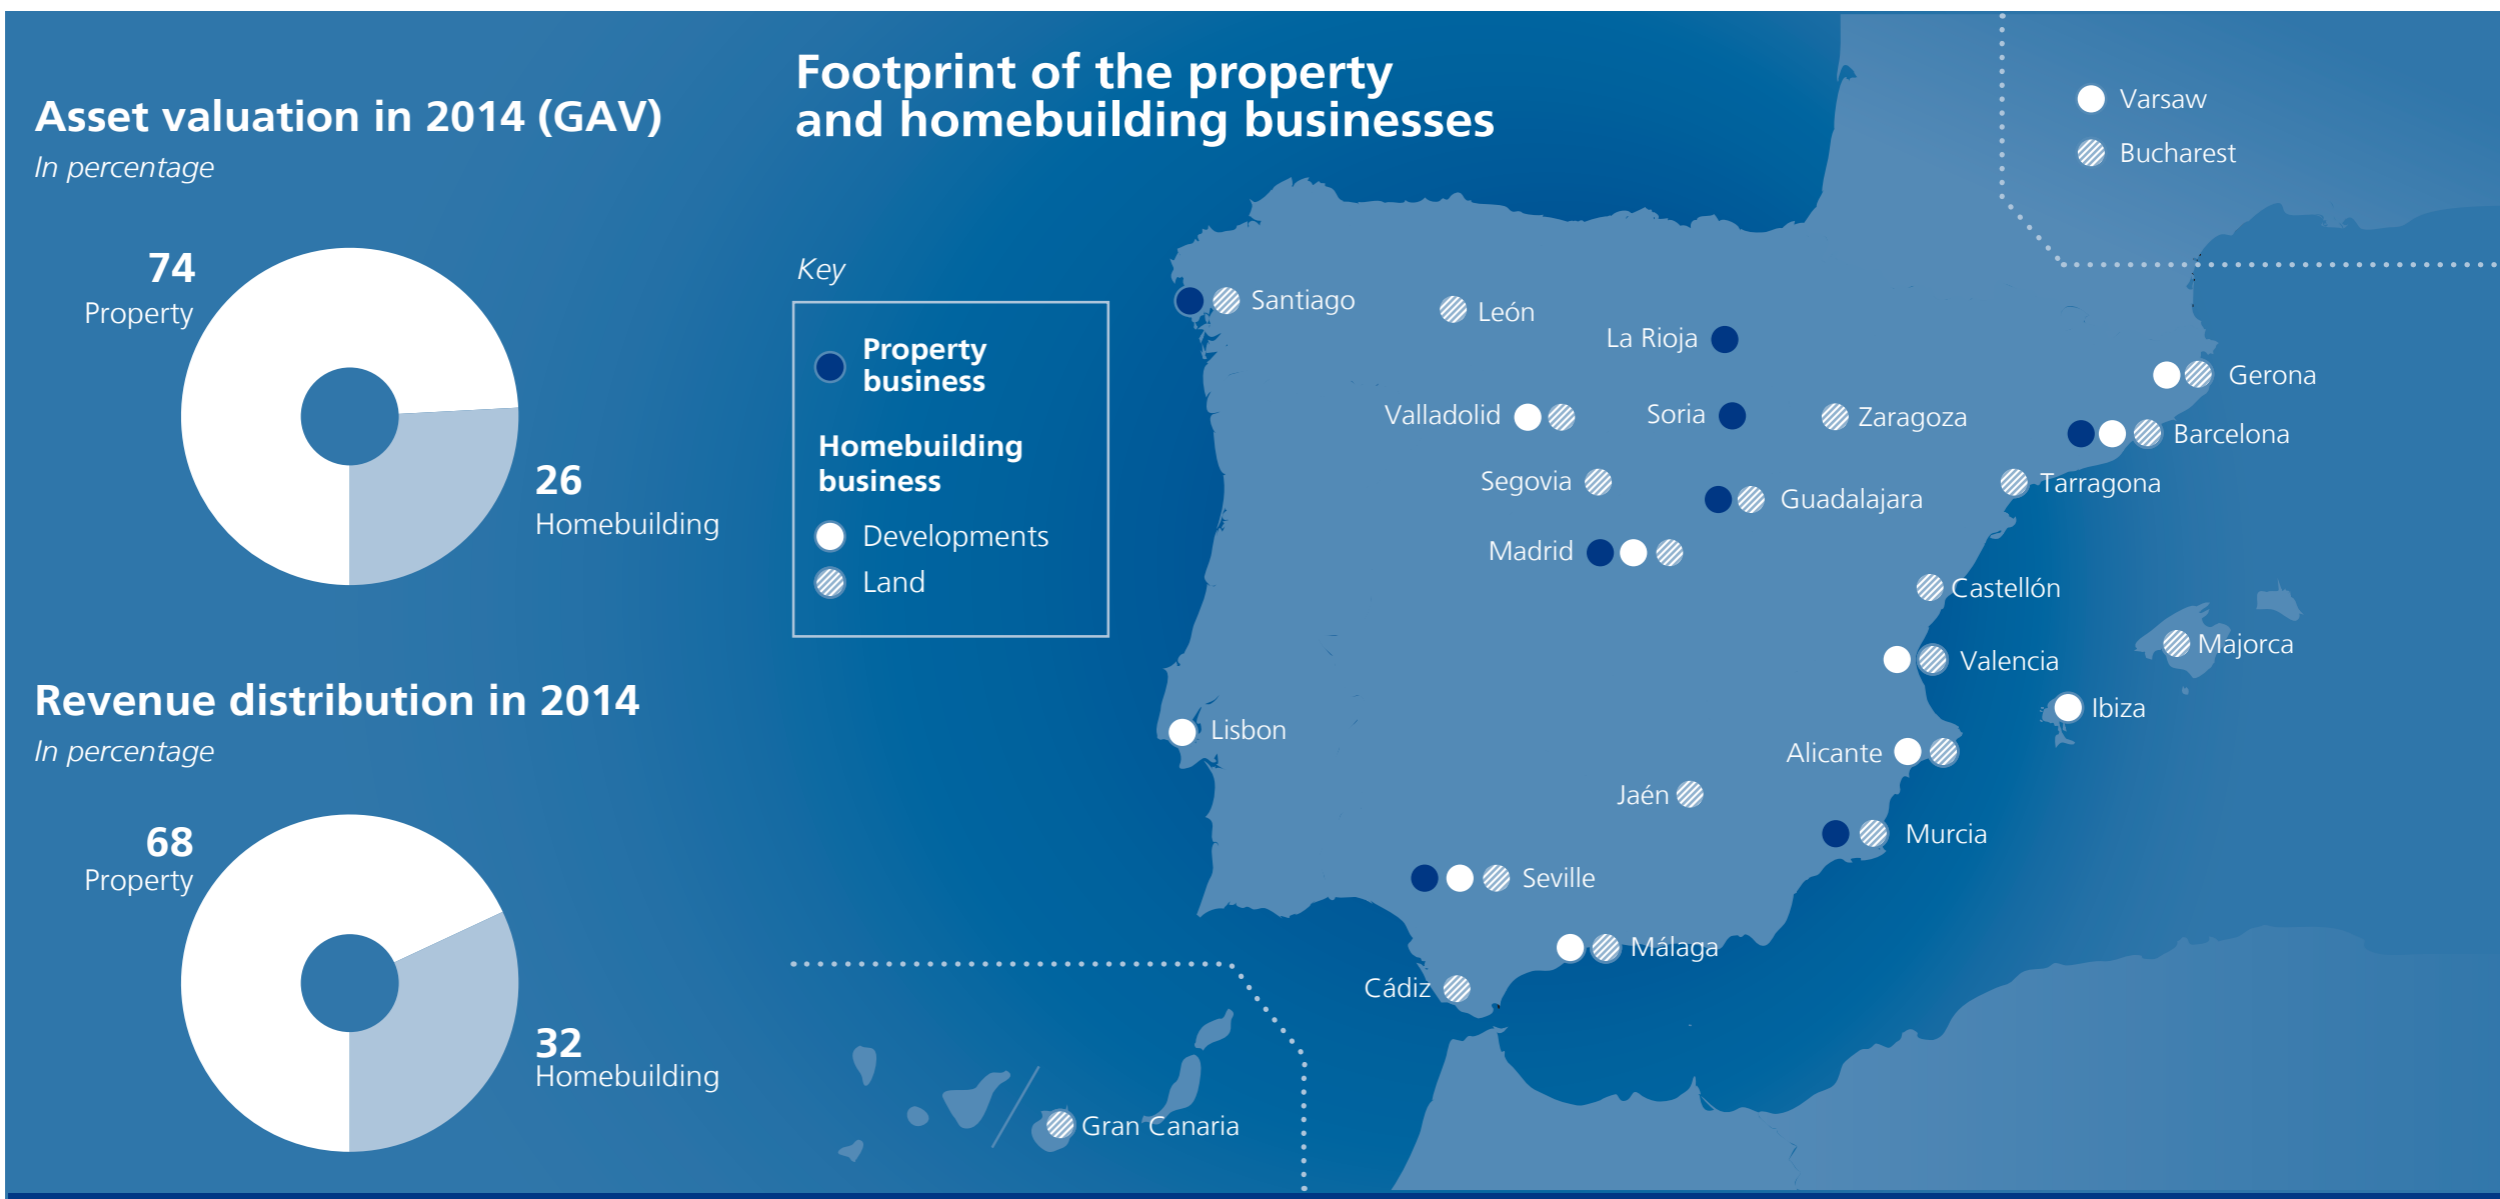 Asset valuation in 2014 (GAV)
In percentage
74
Property
26
Homebuilding
Revenue distribution in 2014
In percentage
68
Property
32
Homebuilding
Footprint of the property
and homebuilding businesses
Key
Property
business
Homebuilding
business
Developments
Land
Varsaw
Bucharest
Santiago
León
La Rioja
Gerona
Valladolid
Soria
Zaragoza
Barcelona
Segovia
Guadalajara
Tarragona
Madrid
Castellón
Majorca
Valencia
Ibiza
Lisbon
Alicante
Jaén
Murcia
Seville
Málaga
Cádiz
Gran Canaria